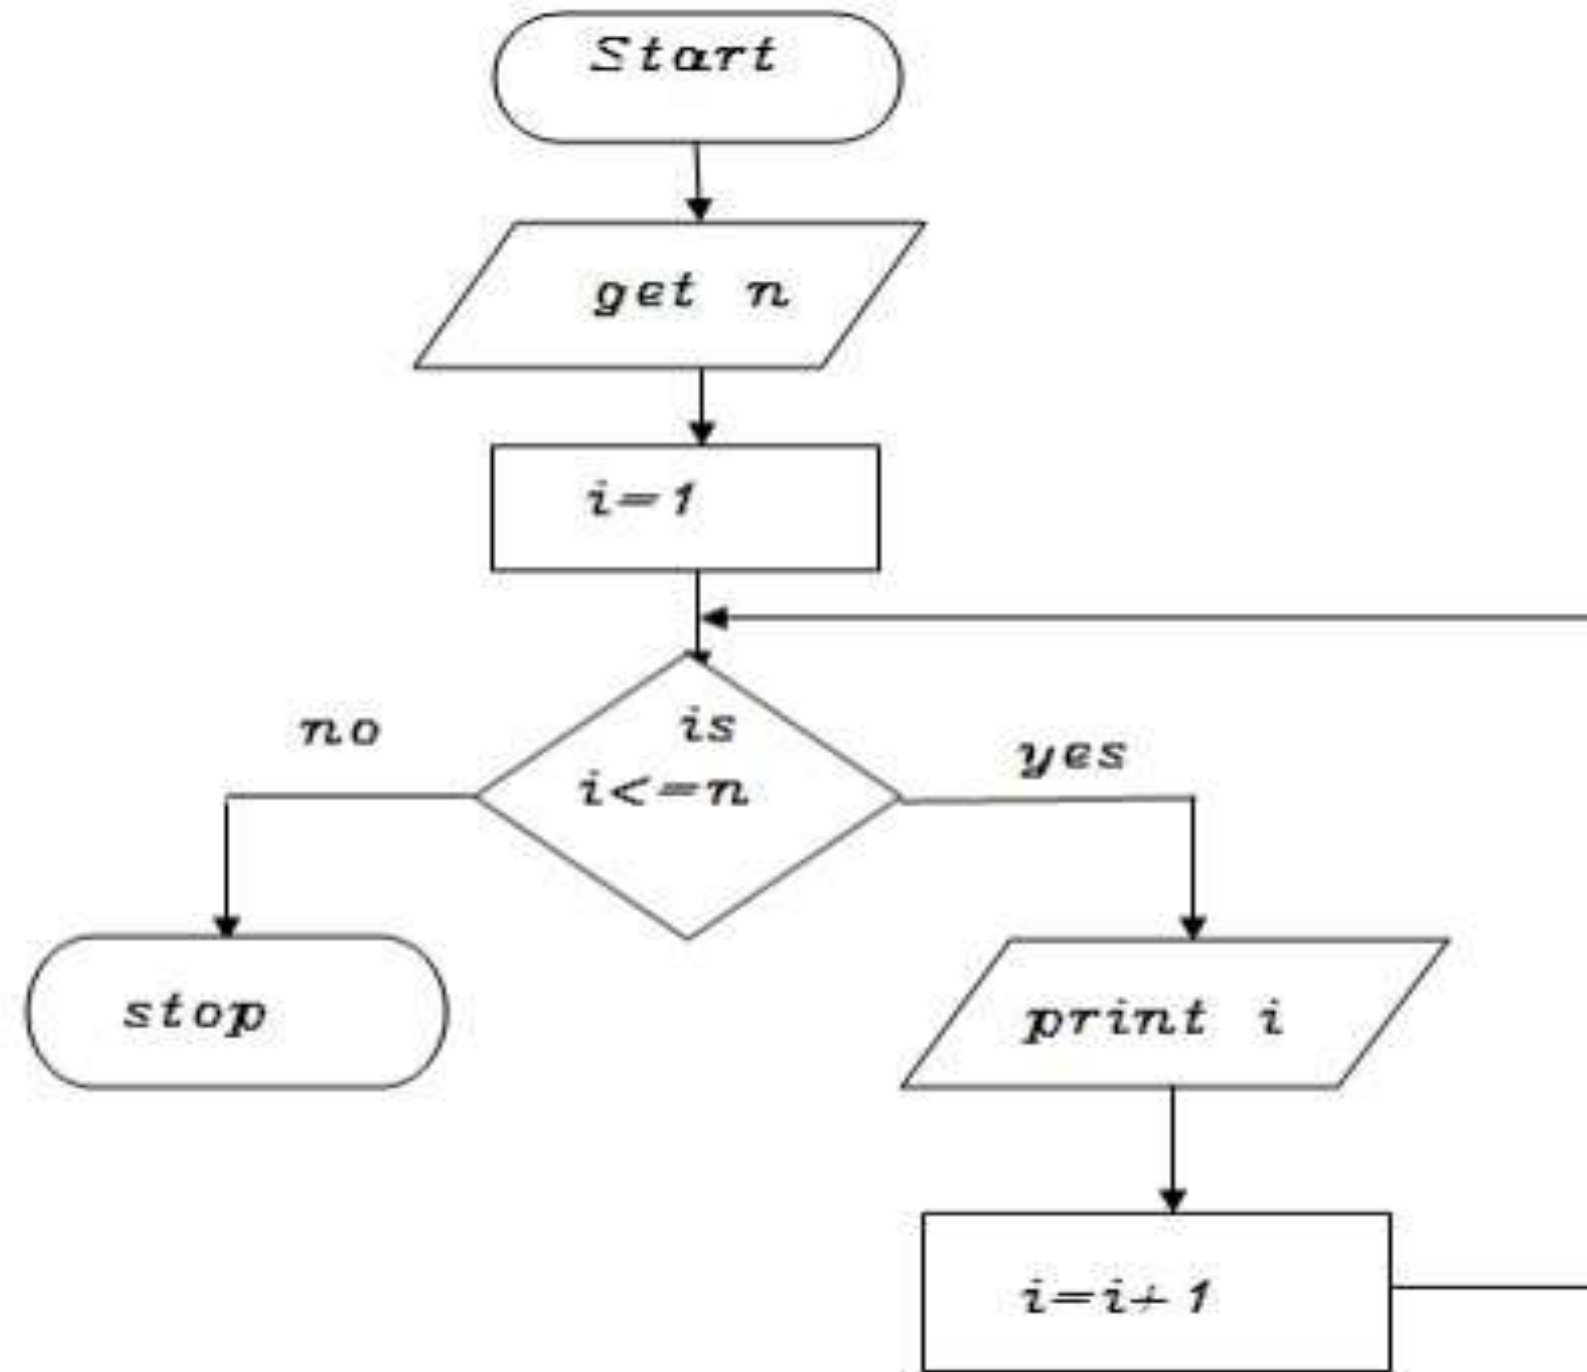 Start
get n
i=1
is
i<=n
no
yes
stop
print i
i=i+1